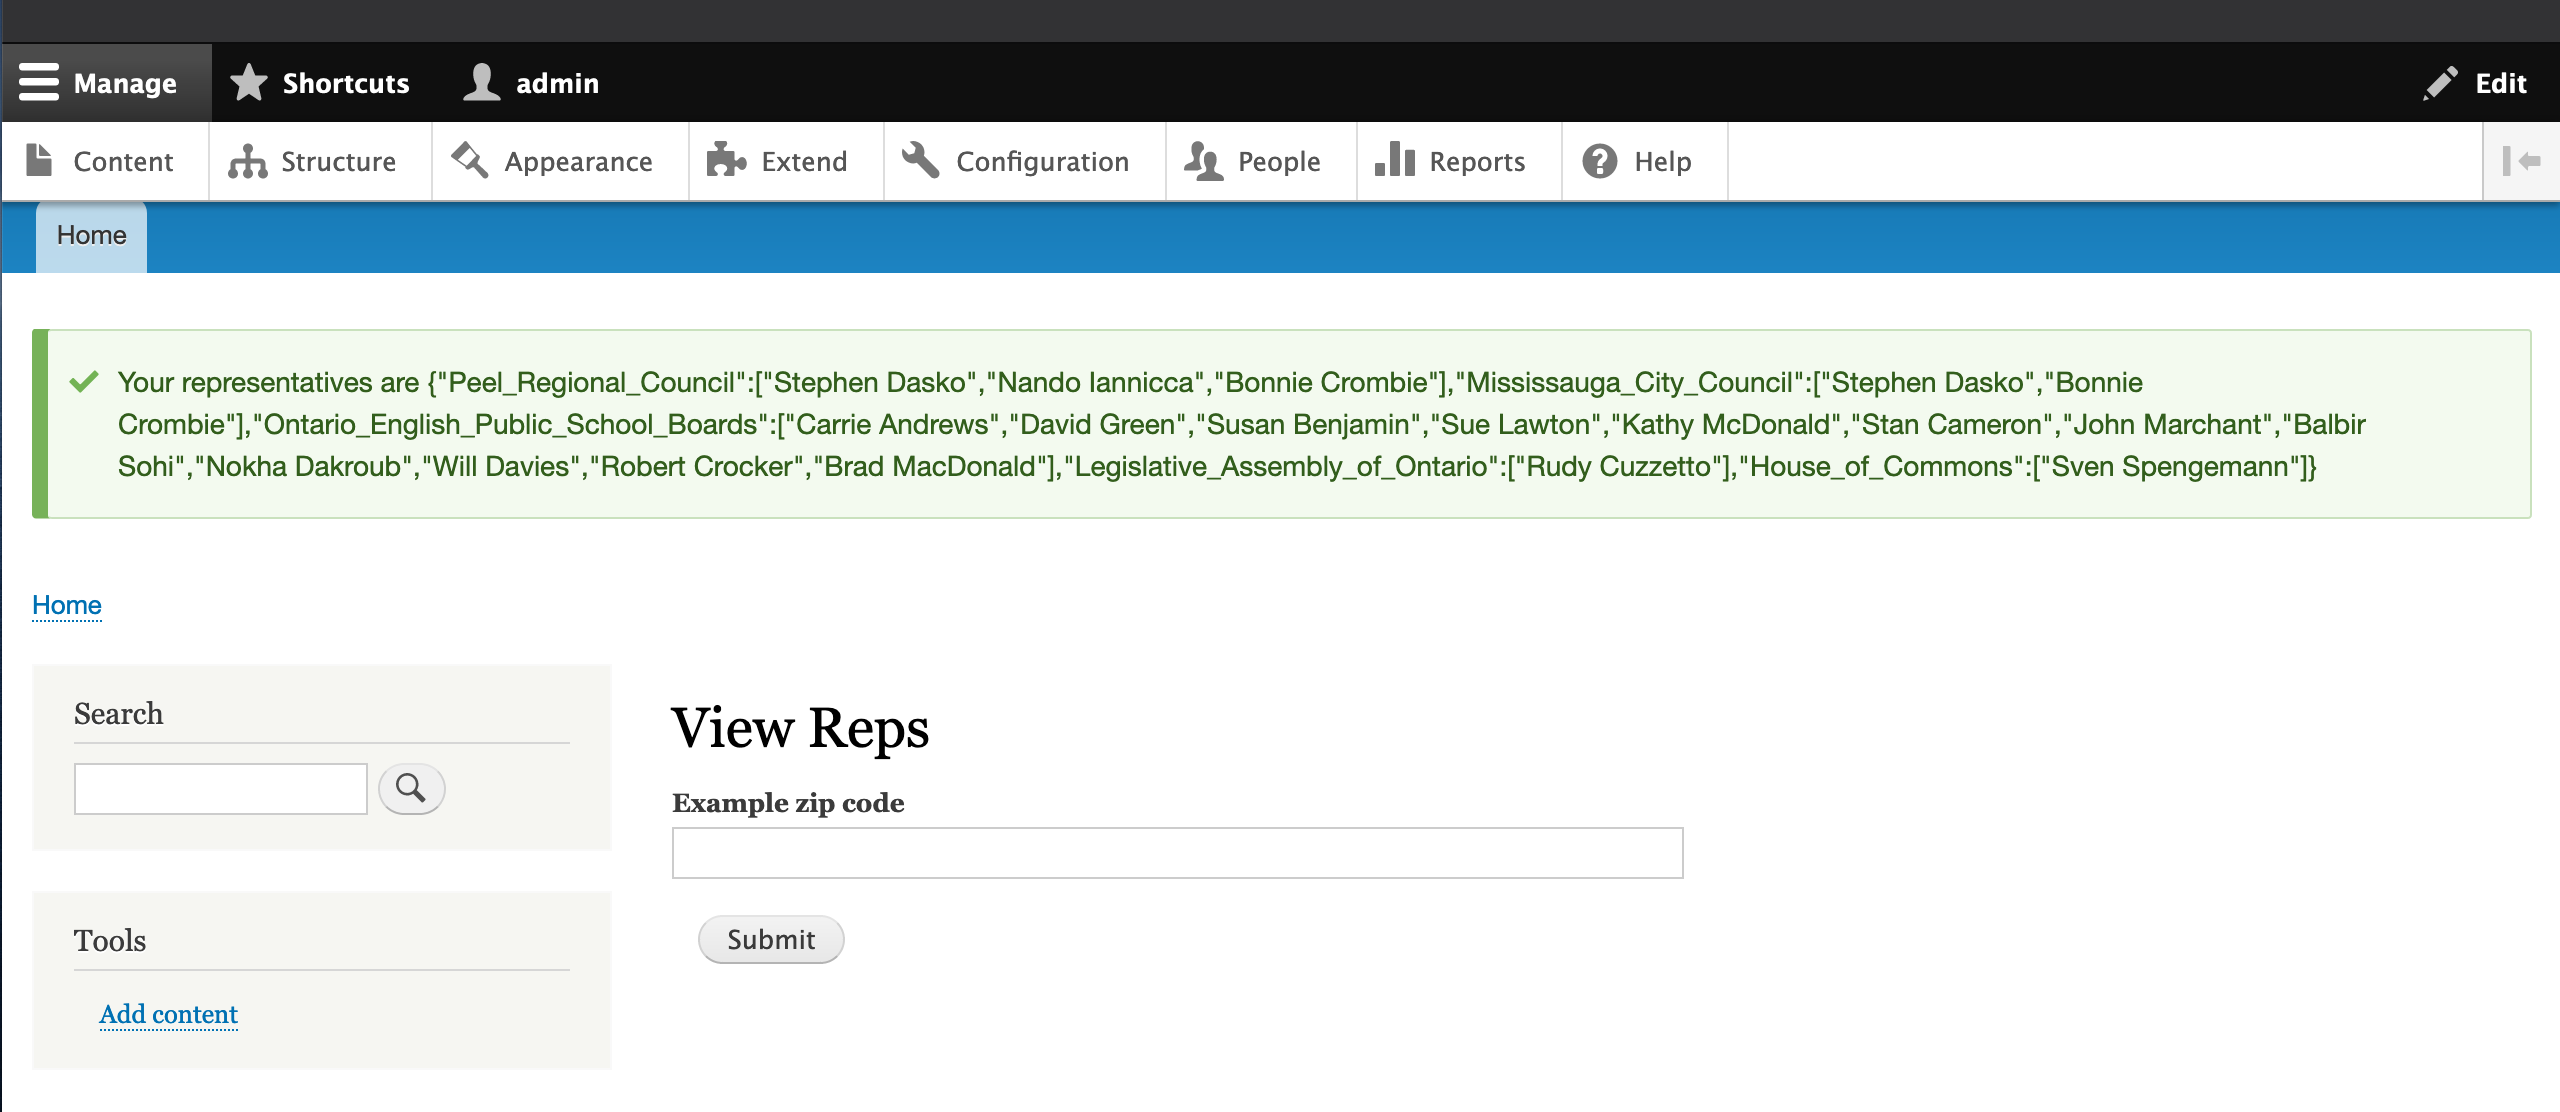 Manage Shortcuts admin Edit
Content Structure Appearance Extend Configuration People Reports Help
Home
Your representatives are {"Peel_Regional_Council":["Stephen Dasko","Nando Iannicca","Bonnie Crombie"],"Mississauga_City_Council":["Stephen Dasko","Bonnie
Crombie"],"Ontario_English_Public_School_Boards":["Carrie Andrews","David Green","Susan Benjamin","Sue Lawton","Kathy McDonald","Stan Cameron","John Marchant","Balbir
Sohi","Nokha Dakroub","Will Davies","Robert Crocker","Brad MacDonald"],"Legislative_Assembly_of_Ontario":["Rudy Cuzzetto"],"House_of_Commons":["Sven Spengemann"]}
Home
Search
View Reps
Example zip code
Submit
Tools
Add content